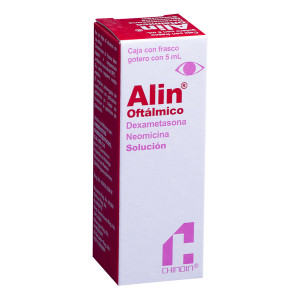 Caja con frasco
gotero con 5 mL
Alin®
Oftálmico
Dexametasona
Neomicina
Solución
CHINOIN®